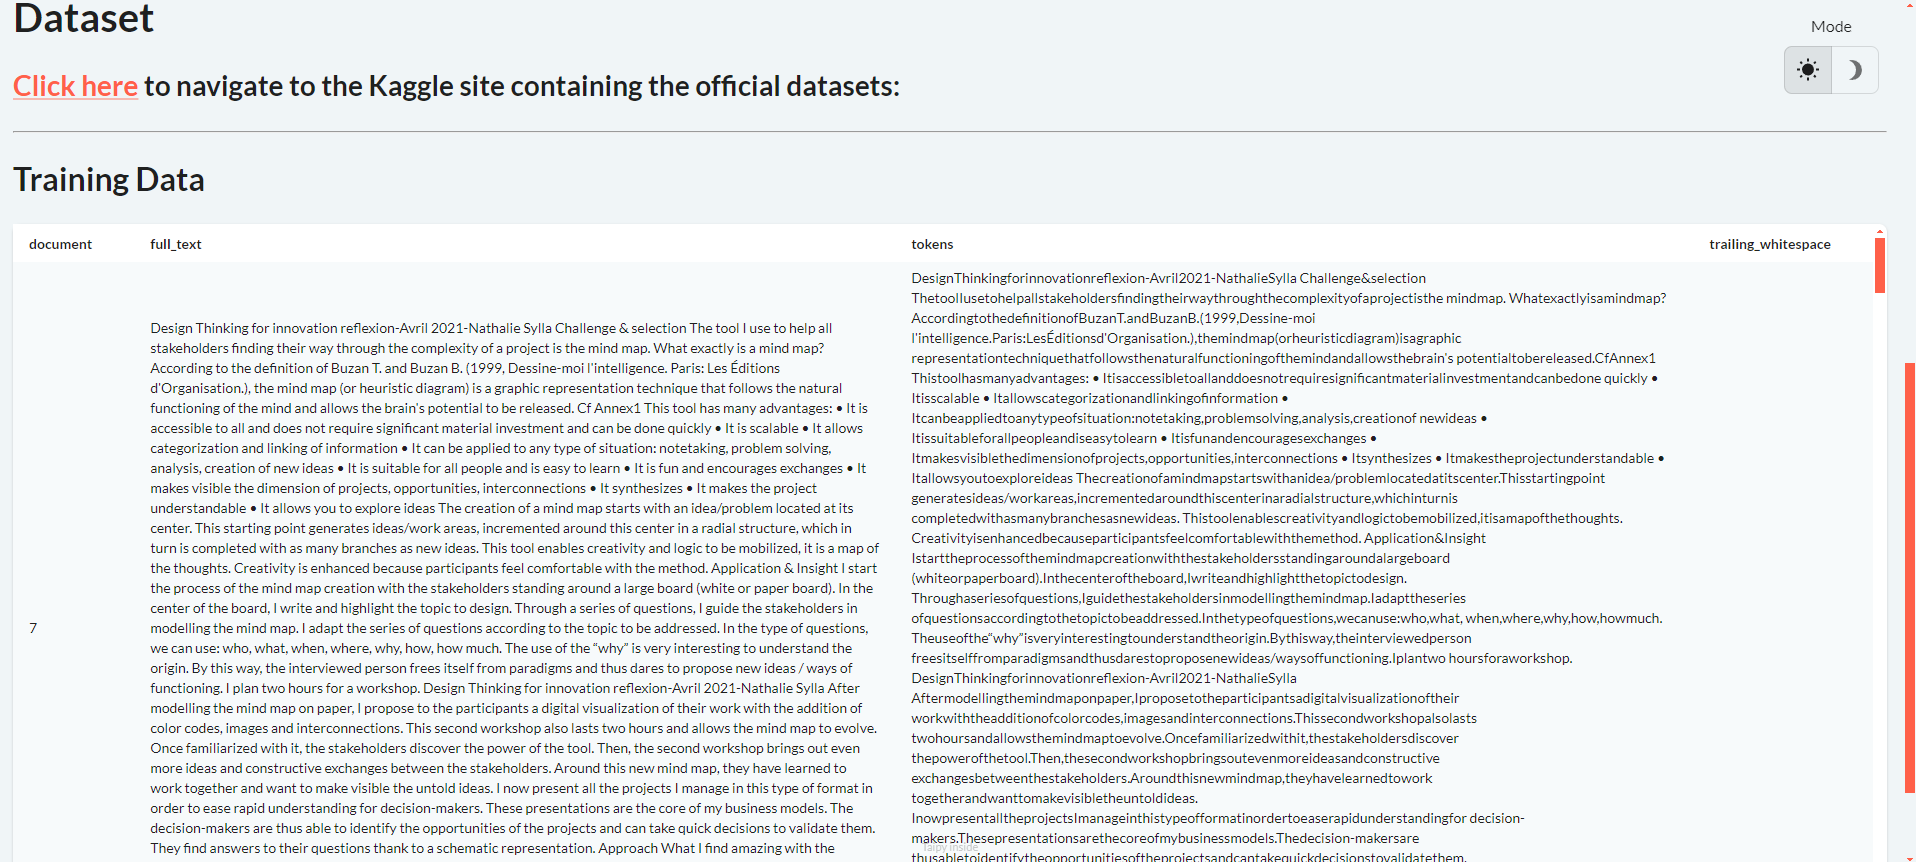 Dataset
Mode
Click here to navigate to the Kaggle site containing the official datasets:
Training Data
document full_text tokens trailing_whitespace
7
Design Thinking for innovation reflexion-Avril 2021-Nathalie Sylla Challenge & selection The tool I use to help all
stakeholders finding their way through the complexity of a project is the mind map. What exactly is a mind map?
According to the definition of Buzan T. and Buzan B. (1999, Dessine-moi l'intelligence. Paris: Les Éditions
d'Organisation.), the mind map (or heuristic diagram) is a graphic representation technique that follows the natural
functioning of the mind and allows the brain's potential to be released. Cf Annex1 This tool has many advantages: • It is
accessible to all and does not require significant material investment and can be done quickly • It is scalable • It allows
categorization and linking of information • It can be applied to any type of situation: notetaking, problem solving,
analysis, creation of new ideas • It is suitable for all people and is easy to learn • It is fun and encourages exchanges • It
makes visible the dimension of projects, opportunities, interconnections • It synthesizes • It makes the project
understandable • It allows you to explore ideas The creation of a mind map starts with an idea/problem located at its
center. This starting point generates ideas/work areas, incremented around this center in a radial structure, which in
turn is completed with as many branches as new ideas. This tool enables creativity and logic to be mobilized, it is a map of
the thoughts. Creativity is enhanced because participants feel comfortable with the method. Application & Insight I start
the process of the mind map creation with the stakeholders standing around a large board (white or paper board). In the
center of the board, I write and highlight the topic to design. Through a series of questions, I guide the stakeholders in
modelling the mind map. I adapt the series of questions according to the topic to be addressed. In the type of questions,
we can use: who, what, when, where, why, how, how much. The use of the “why” is very interesting to understand the
origin. By this way, the interviewed person frees itself from paradigms and thus dares to propose new ideas / ways of
functioning. I plan two hours for a workshop. Design Thinking for innovation reflexion-Avril 2021-Nathalie Sylla After
modelling the mind map on paper, I propose to the participants a digital visualization of their work with the addition of
color codes, images and interconnections. This second workshop also lasts two hours and allows the mind map to evolve.
Once familiarized with it, the stakeholders discover the power of the tool. Then, the second workshop brings out even
more ideas and constructive exchanges between the stakeholders. Around this new mind map, they have learned to
work together and want to make visible the untold ideas. I now present all the projects I manage in this type of format in
order to ease rapid understanding for decision-makers. These presentations are the core of my business models. The
decision-makers are thus able to identify the opportunities of the projects and can take quick decisions to validate them.
They find answers to their questions thank to a schematic representation. Approach What I find amazing with the
DesignThinkingforinnovationreflexion-Avril2021-NathalieSylla Challenge&selection
ThetoolIusetohelpallstakeholdersfindingtheirwaythroughthecomplexityofaprojectisthe mindmap. Whatexactlyisamindmap?
AccordingtothedefinitionofBuzanT.andBuzanB.(1999,Dessine-moi
l'intelligence.Paris:LesÉditionsd'Organisation.),themindmap(orheuristicdiagram)isagraphic
representationtechniquethatfollowsthenaturalfunctioningofthemindandallowsthebrain's potentialtobereleased.CfAnnex1
Thistoolhasmanyadvantages: • Itisaccessibletoallanddoesnotrequiresignificantmaterialinvestmentandcanbedone quickly •
Itisscalable • Itallowscategorizationandlinkingofinformation •
Itcanbeappliedtoanytypeofsituation:notetaking,problemsolving,analysis,creationof newideas •
Itissuitableforallpeopleandiseasytolearn • Itisfunandencouragesexchanges •
Itmakesvisiblethedimensionofprojects,opportunities,interconnections • Itsynthesizes • Itmakestheprojectunderstandable •
Itallowsyoutoexploreideas Thecreationofamindmapstartswithanidea/problemlocatedatitscenter.Thisstartingpoint
generatesideas/workareas,incrementedaroundthiscenterinaradialstructure,whichinturnis
completedwithasmanybranchesasnewideas. Thistoolenablescreativityandlogictobemobilized,itisamapofthethoughts.
Creativityisenhancedbecauseparticipantsfeelcomfortablewiththemethod. Application&Insight
Istarttheprocessofthemindmapcreationwiththestakeholdersstandingaroundalargeboard
(whiteorpaperboard).Inthecenteroftheboard,Iwriteandhighlightthetopictodesign.
Throughaseriesofquestions,Iguidethestakeholdersinmodellingthemindmap.Iadapttheseries
ofquestionsaccordingtothetopictobeaddressed.Inthetypeofquestions,wecanuse:who,what, when,where,why,how,howmuch.
Theuseofthe“why”isveryinterestingtounderstandtheorigin.Bythisway,theinterviewedperson
freesitselffromparadigmsandthusdarestoproposenewideas/waysoffunctioning.Iplantwo hoursforaworkshop.
DesignThinkingforinnovationreflexion-Avril2021-NathalieSylla
Aftermodellingthemindmaponpaper,Iproposetotheparticipantsadigitalvisualizationoftheir
workwiththeadditionofcolorcodes,imagesandinterconnections.Thissecondworkshopalsolasts
twohoursandallowsthemindmaptoevolve.Oncefamiliarizedwithit,thestakeholdersdiscover
thepowerofthetool.Then,thesecondworkshopbringsoutevenmoreideasandconstructive
exchangesbetweenthestakeholders.Aroundthisnewmindmap,theyhavelearnedtowork
togetherandwanttomakevisibletheuntoldideas.
InowpresentalltheprojectsImanageinthistypeofformatinordertoeaserapidunderstandingfor decision-
makers.Thesepresentationsarethecoreofmybusinessmodels.Thedecision-makersare
thusabletoidentifytheopportunitiesoftheprojectsandcantakequickdecisionstovalidatethem.
Taipy inside